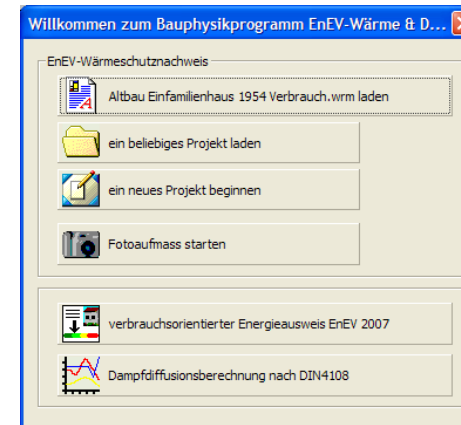 Willkommen zum Bauphysikprogramm EnEV-Wärme & D...
EnEV-Wärmeschutznachweis
Altbau Einfamilienhaus 1954 Verbrauch.wrm laden
ein beliebiges Projekt laden
ein neues Projekt beginnen
Fotoaufmass starten
verbrauchsorientierter Energieausweis EnEV 2007
Dampfdiffusionsberechnung nach DIN4108